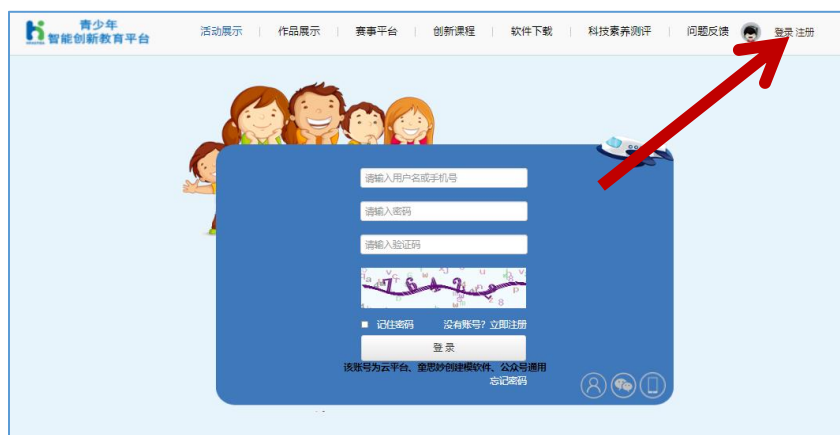 青少年
智能创新教育平台
活动展示 | 作品展示 | 赛事平台 | 创新课程 | 软件下载 | 科技素养测评 | 问题反馈 登录 注册
请输入用户名或手机号
请输入密码
请输入验证码
记住密码 没有账号？立即注册
登录
该账号为云平台、童思妙创建模软件、公众号通用
忘记密码